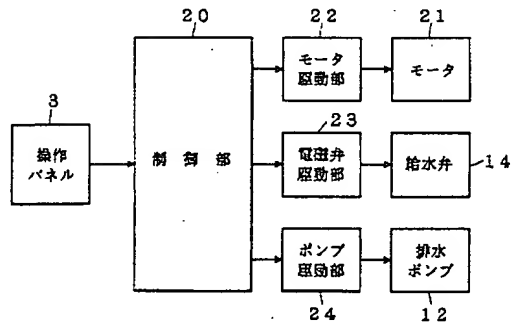 20
22
21
モータ
駆動部
モータ
3
操作
パネル
制御部
23
電磁弁
駆動部
給水弁
14
ポンプ
駆動部
排水
ポンプ
24
12